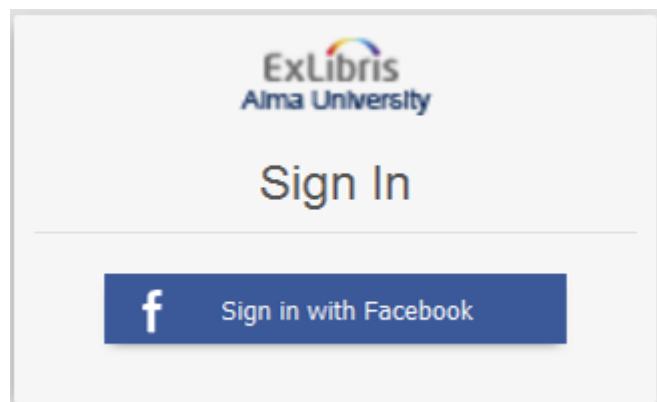 ExLibris
Alma University
Sign In
f
Sign in with Facebook